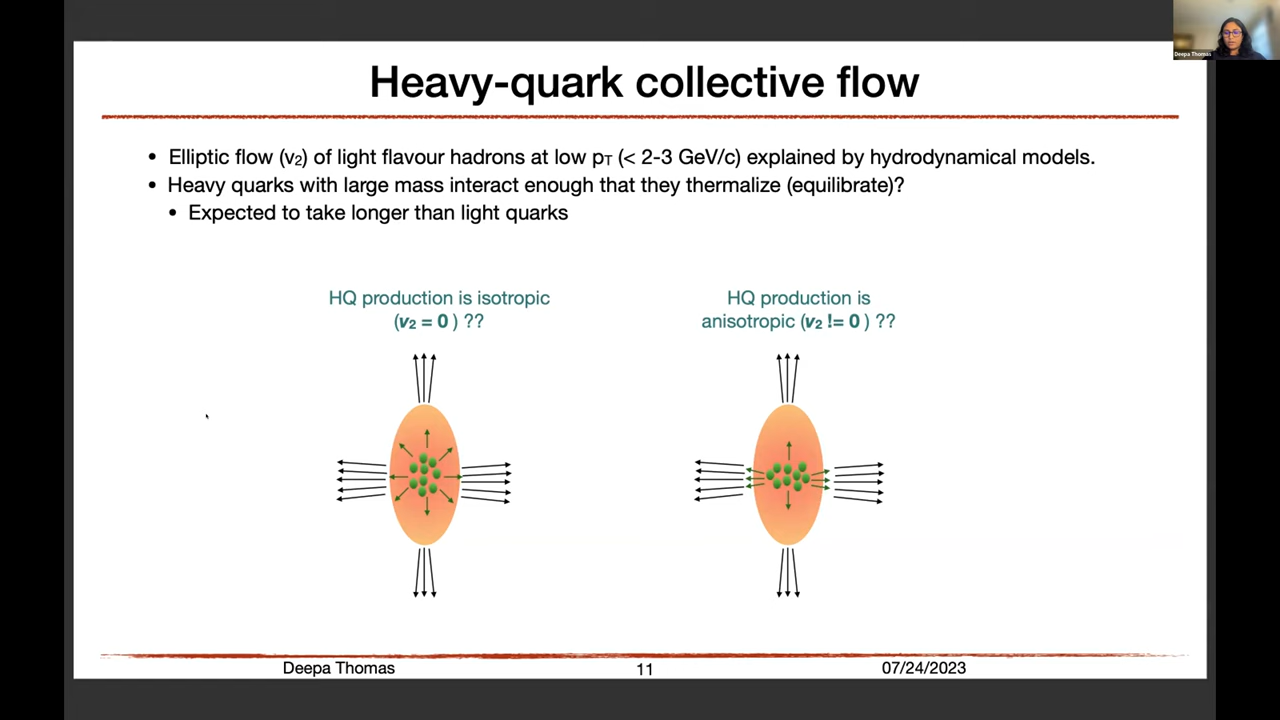 Deepa Thomas
Heavy-quark collective flow
• Elliptic flow (v2) of light flavour hadrons at low pT (< 2-3 GeV/c) explained by hydrodynamical models.
• Heavy quarks with large mass interact enough that they thermalize (equilibrate)?
• Expected to take longer than light quarks
HQ production is isotropic
(v2 = 0 ) ??
HQ production is
anisotropic (v2 != 0 ) ??
Deepa Thomas
11
07/24/2023